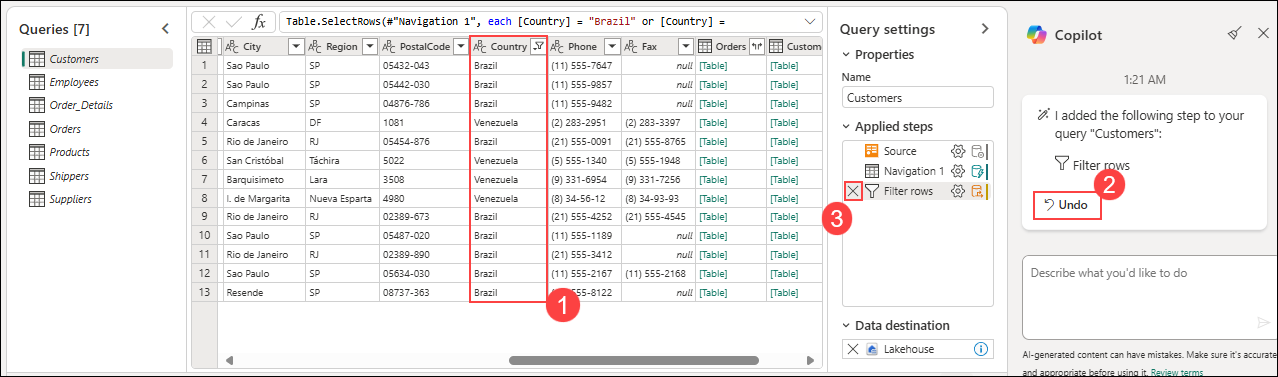 Queries [7]
Customers
Employees
Order_Details
Orders
Products
Shippers
Suppliers
fx Table.SelectRows(#"Navigation 1", each [Country] = "Brazil" or [Country] =
City Region PostalCode Country Phone Fax Orders Custome
1 Sao Paulo SP 05432-043 Brazil (11) 555-7647 null [Table] [Table]
2 Sao Paulo SP 05442-030 Brazil (11) 555-9857 null [Table] [Table]
3 Campinas SP 04876-786 Brazil (11) 555-9482 null [Table] [Table]
4 Caracas DF 1081 Venezuela (2) 283-2951 (2) 283-3397 [Table] [Table]
5 Rio de Janeiro RJ 05454-876 Brazil (21) 555-0091 (21) 555-8765 [Table] [Table]
6 San Cristóbal Táchira 5022 Venezuela (5) 555-1340 (5) 555-1948 [Table] [Table]
7 Barquisimeto Lara 3508 Venezuela (9) 331-6954 (9) 331-7256 [Table] [Table]
8 I. de Margarita Nueva Esparta 4980 Venezuela (8) 34-56-12 (8) 34-93-93 [Table] [Table]
9 Rio de Janeiro RJ 02389-673 Brazil (21) 555-4252 (21) 555-4545 [Table] [Table]
10 Sao Paulo SP 05487-020 Brazil (11) 555-1189 null [Table] [Table]
11 Rio de Janeiro RJ 02389-890 Brazil (21) 555-3412 null [Table] [Table]
12 Sao Paulo SP 05634-030 Brazil (11) 555-2167 (11) 555-2168 [Table] [Table]
13 Resende SP 08737-363 Brazil 555-8122 null [Table] [Table]
1
Query settings
Properties
Name
Customers
Applied steps
Source
Navigation 1
Filter rows
3
Data destination
Lakehouse
Copilot
1:21 AM
I added the following step to your
query "Customers":
Filter rows
2
Undo
Describe what you'd like to do
AI-generated content can have mistakes. Make sure it's accurate
and appropriate before using it. Review terms